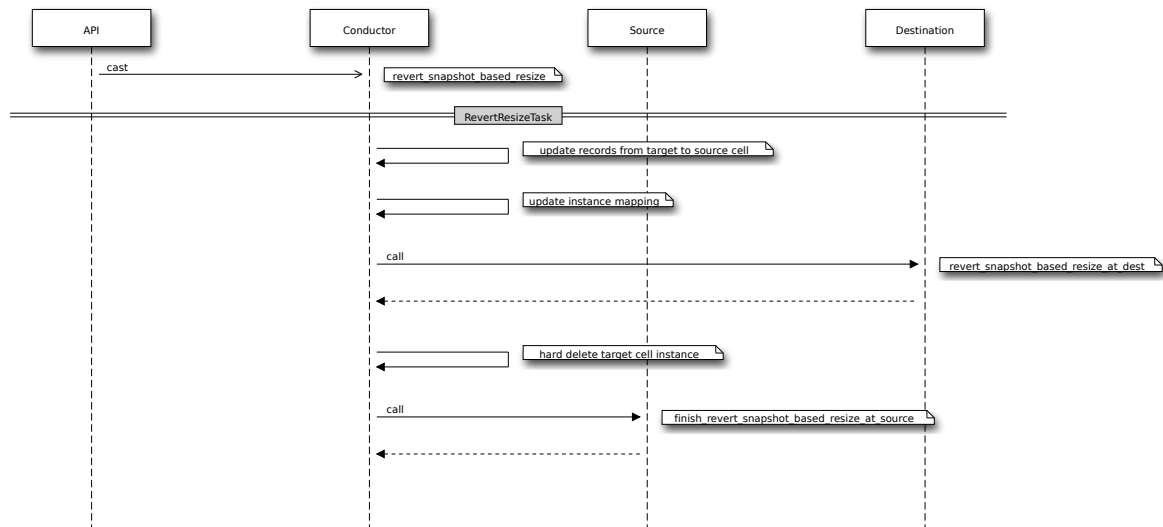 API
Conductor
Source
Destination
cast
revert_snapshot_based_resize
RevertResizeTask
update records from target to source cell
update instance mapping
call
revert_snapshot_based_resize_at_dest
hard delete target cell instance
call
finish_revert_snapshot_based_resize_at_source